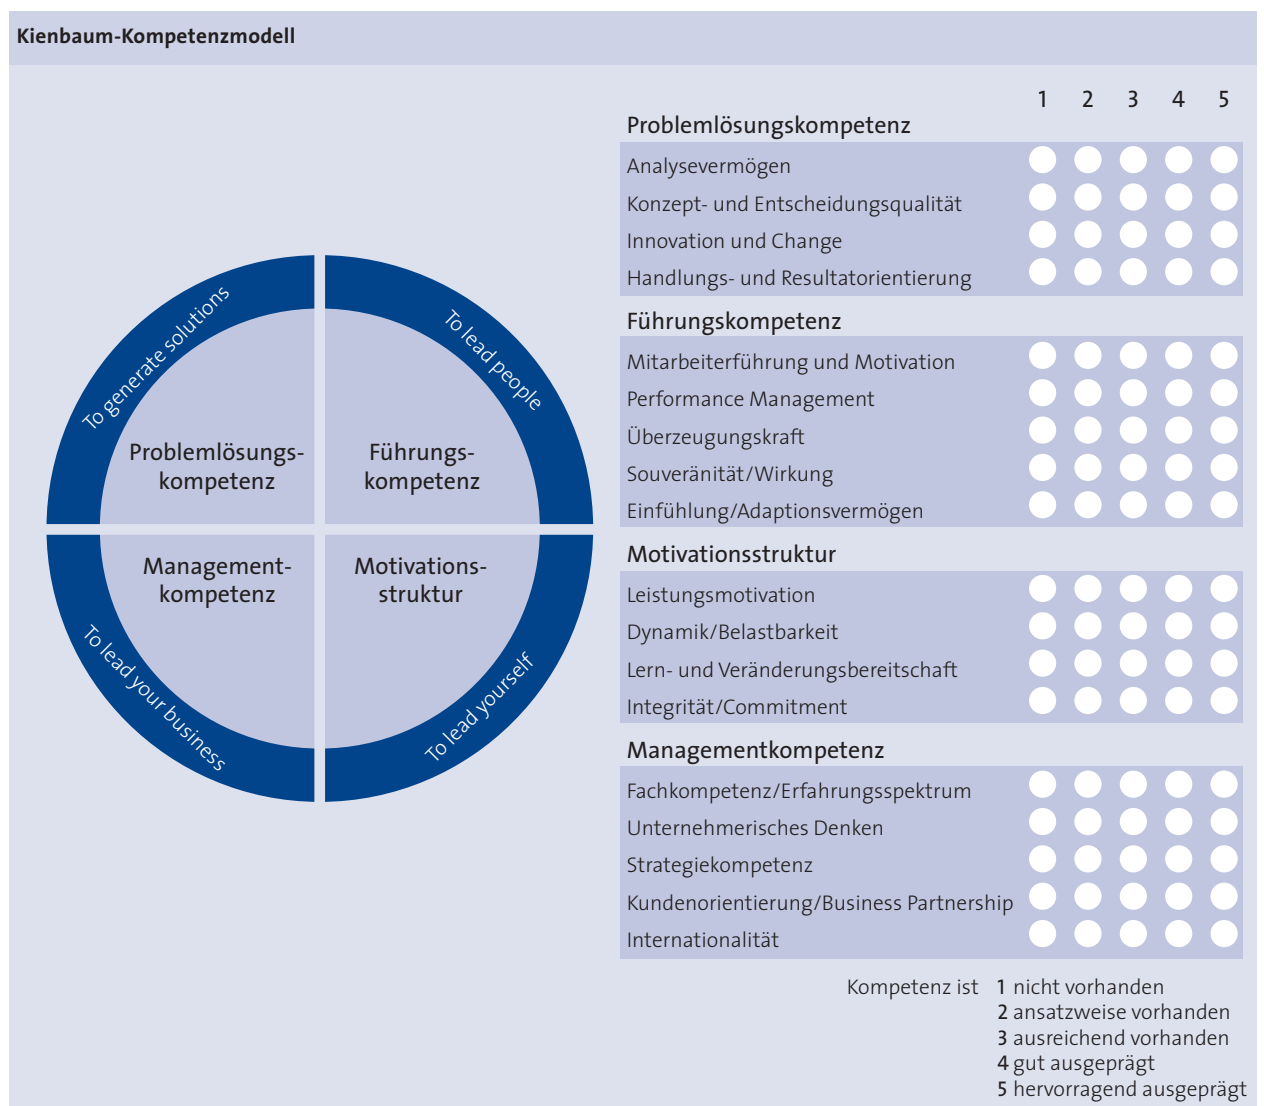 Kienbaum-Kompetenzmodell
To generate solutions
To lead people
Problemlösungs-
kompetenz
Führungs-
kompetenz
Management-
kompetenz
Motivations-
struktur
To lead your business
To lead yourself
1 2 3 4 5
Problemlösungskompetenz
Analysevermögen
Konzept- und Entscheidungsqualität
Innovation und Change
Handlungs- und Resultatorientierung
Führungskompetenz
Mitarbeiterführung und Motivation
Performance Management
Überzeugungskraft
Souveränität/Wirkung
Einfühlung/Adaptionsvermögen
Motivationsstruktur
Leistungsmotivation
Dynamik/Belastbarkeit
Lern- und Veränderungsbereitschaft
Integrität/Commitment
Managementkompetenz
Fachkompetenz/Erfahrungsspektrum
Unternehmerisches Denken
Strategiekompetenz
Kundenorientierung/Business Partnership
Internationalität
Kompetenz ist 1 nicht vorhanden
2 ansatzweise vorhanden
3 ausreichend vorhanden
4 gut ausgeprägt
5 hervorragend ausgeprägt